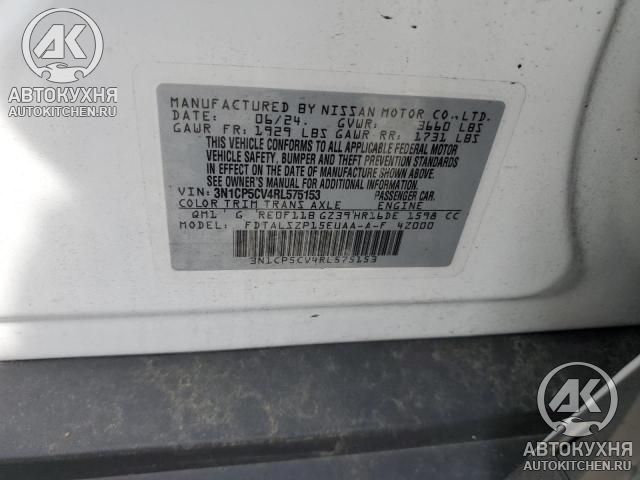 АК
АВТОКУХНЯ
AUTOKITCHEN.RU
MANUFACTURED BY NISSAN MOTOR CO.,LTD.
DATE: 06/24. GVWR: 3660 LBS
GAWR FR: 1929 LBS GAWR RR: 1731 LBS
THIS VEHICLE CONFORMS TO ALL APPLICABLE FEDERAL MOTOR
VEHICLE SAFETY, BUMPER AND THEFT PREVENTION STANDARDS
IN EFFECT ON THE DATE OF MANUFACTURE SHOWN ABOVE.
SEE OWNER'S MANUAL FOR ADDITIONAL INFORMATION.
VIN: 3N1CP5CV4RL575153 PASSENGER CAR.
COLOR TRIM TRANS AXLE ENGINE
QM1 G RE0F11B GZ39 HR16DE 1598 CC
MODEL: FDTALSZP15EUAA-A-F 4Z000
3N1CP5CV4RL575153
АК
АВТОКУХНЯ
AUTOKITCHEN.RU